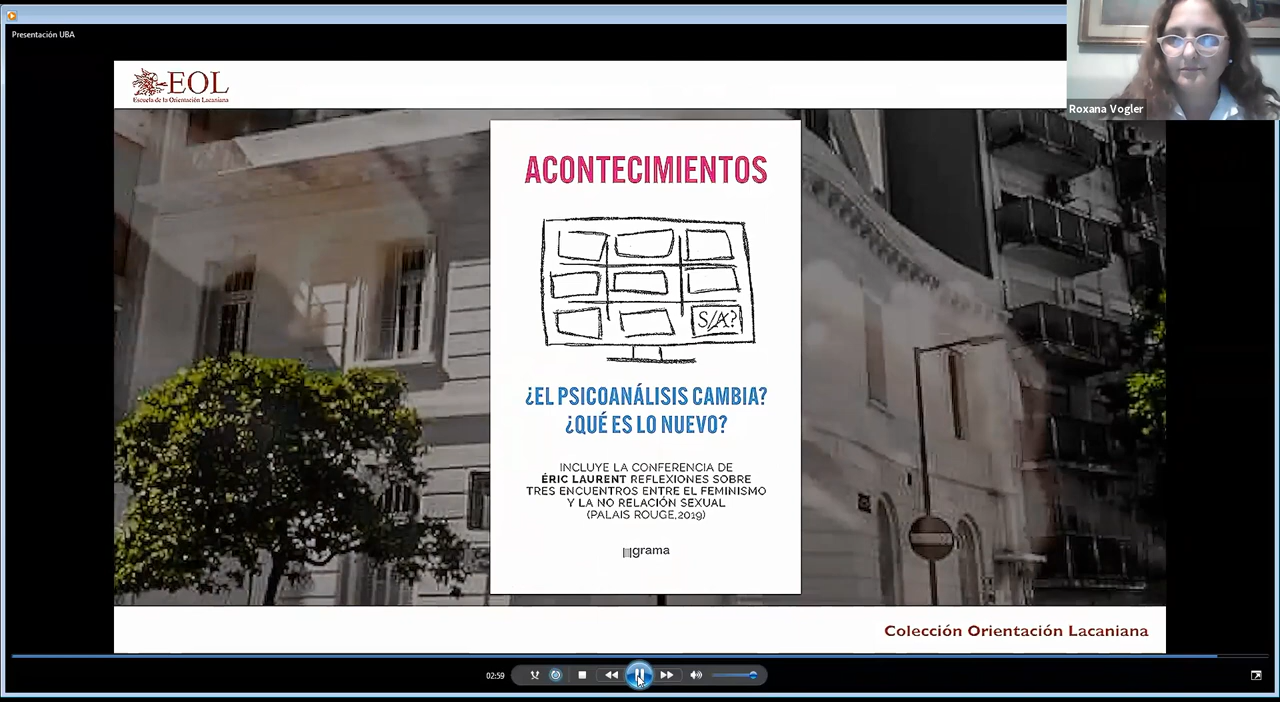 Presentación UBA
EOL
Escuela de la Orientación Lacaniana
Roxana Vogler
ACONTECIMIENTOS
S/A?
¿EL PSICOANÁLISIS CAMBIA?
¿QUÉ ES LO NUEVO?
INCLUYE LA CONFERENCIA DE
ÉRIC LAURENT REFLEXIONES SOBRE
TRES ENCUENTROS ENTRE EL FEMINISMO
Y LA NO RELACIÓN SEXUAL
(PALAIS ROUGE,2019)
grama
Colección Orientación Lacaniana
02:59